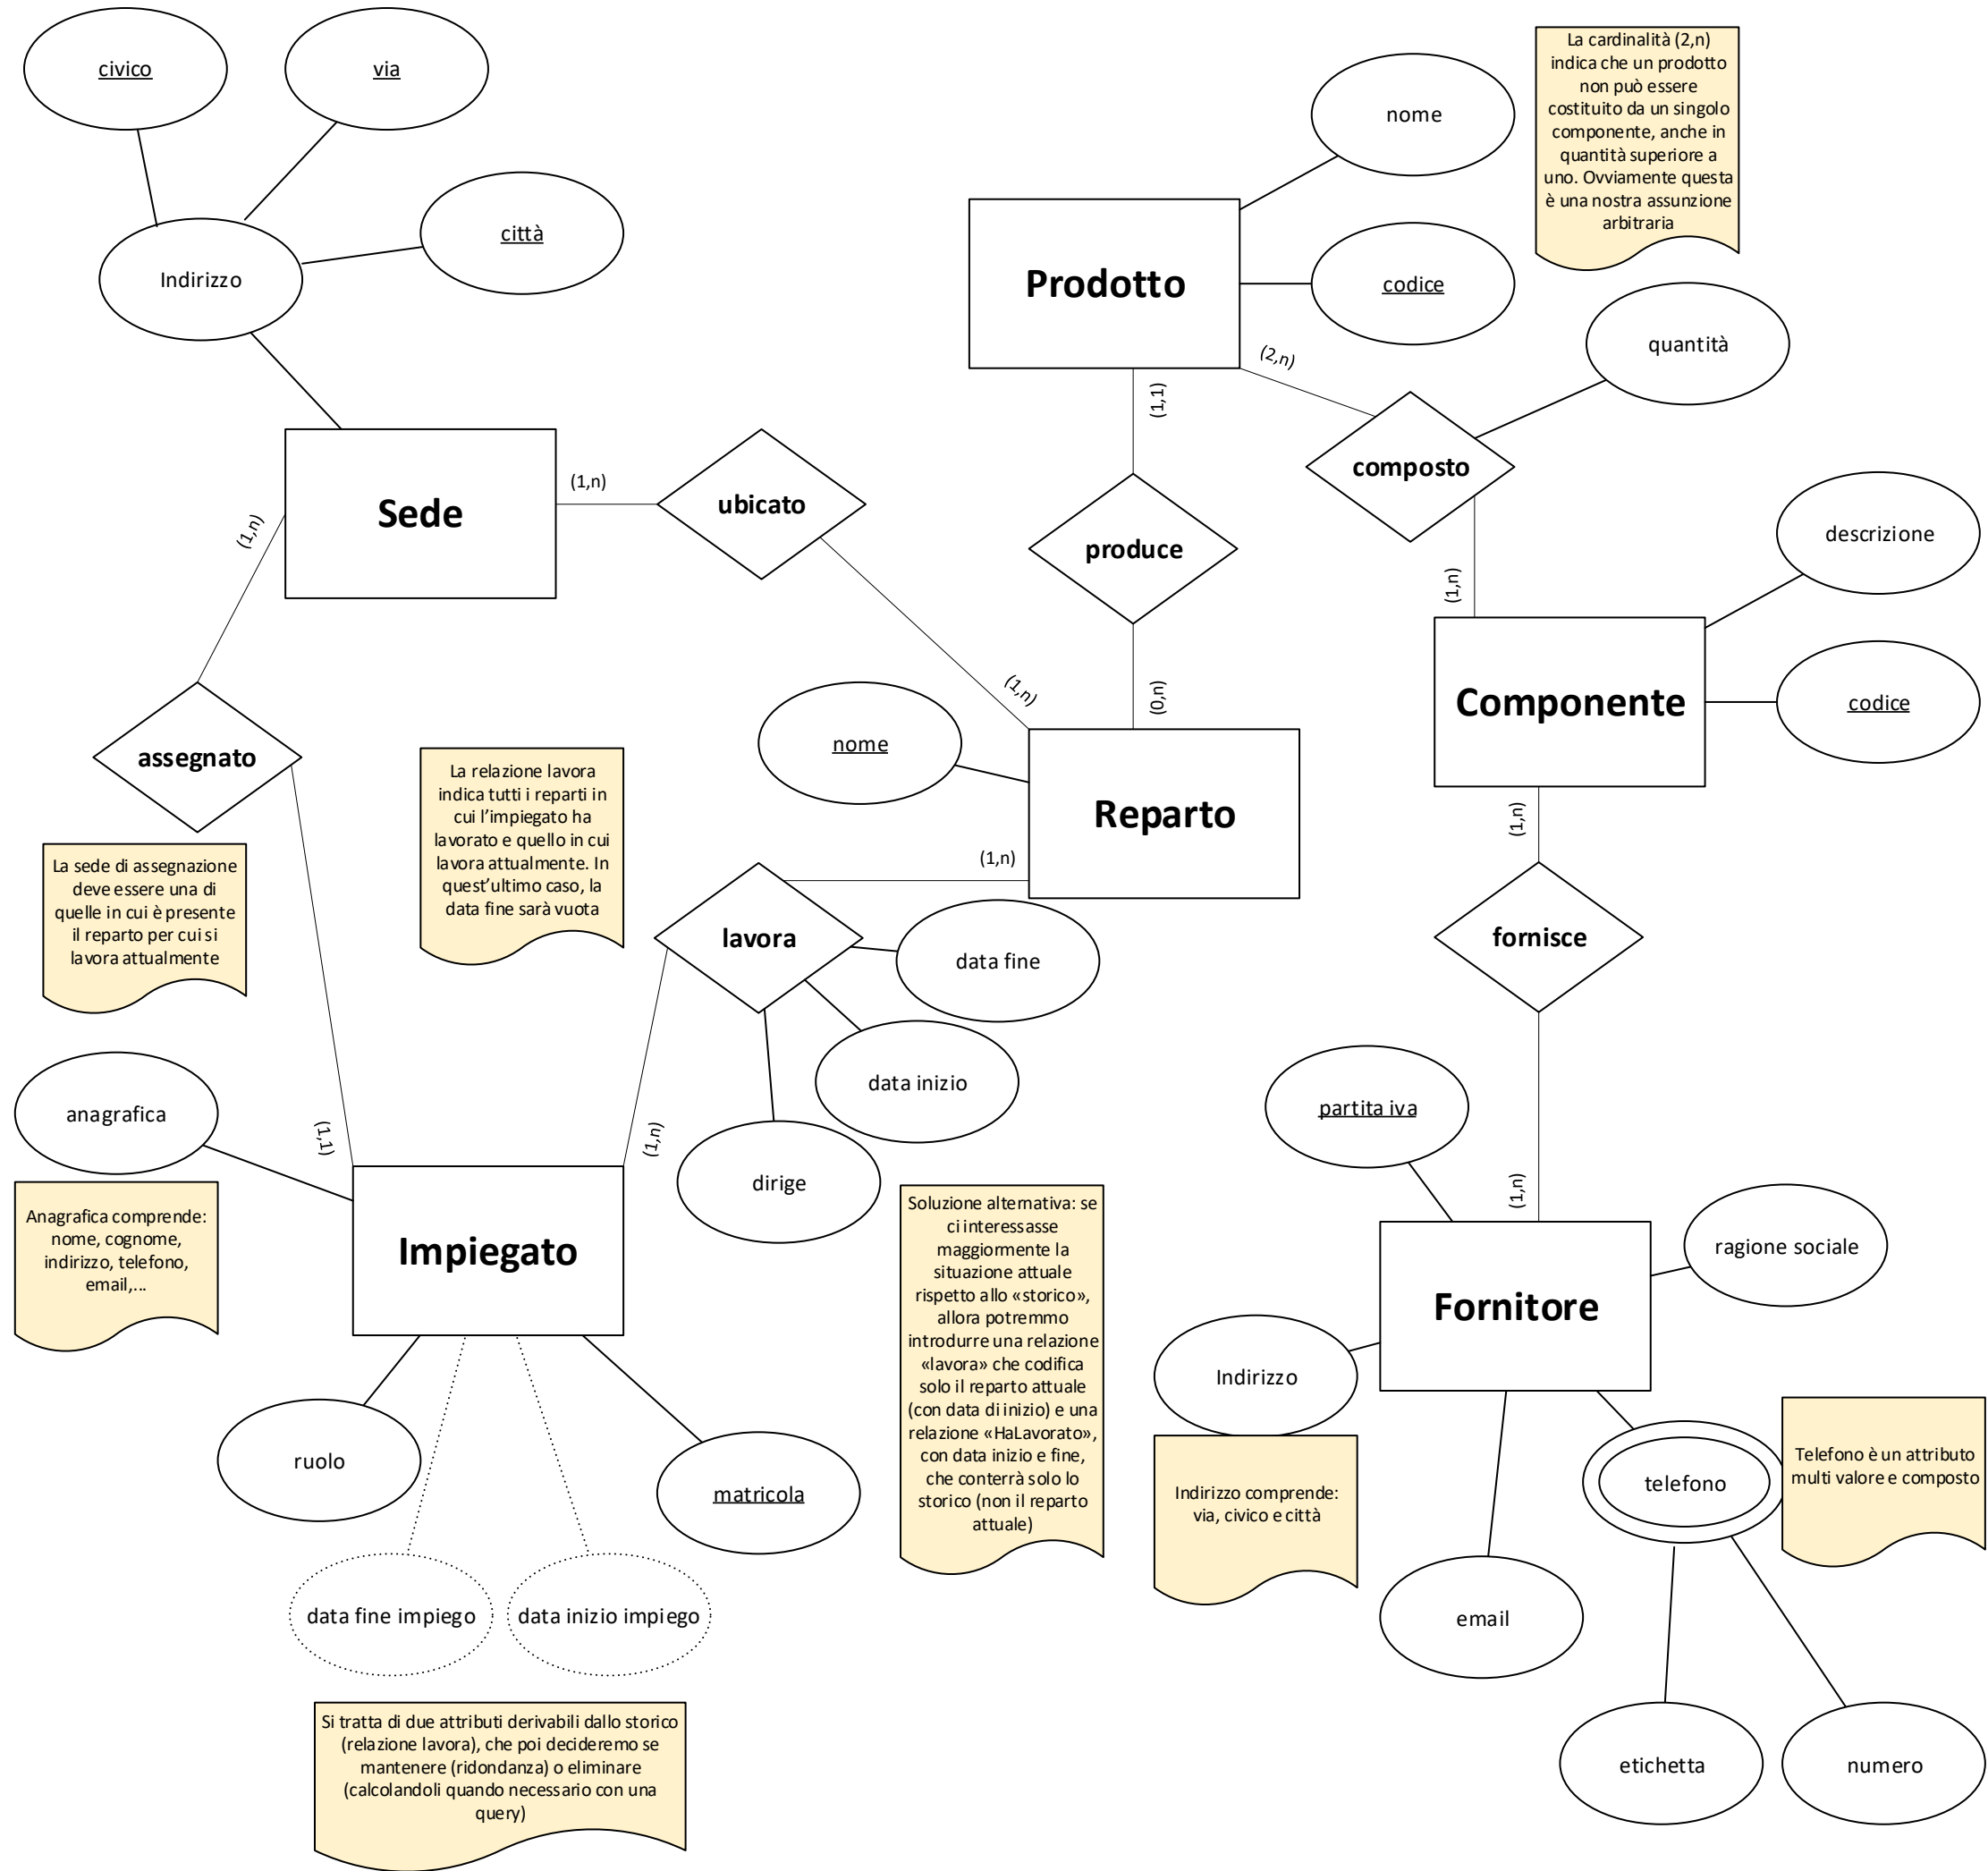 civico
via
città
Indirizzo
Sede
(1,n)
ubicato
(1,n)
(1,n)
assegnato
(1,1)
La sede di assegnazione
deve essere una di
quelle in cui è presente
il reparto per cui si
lavora attualmente
La relazione lavora
indica tutti i reparti in
cui l'impiegato ha
lavorato e quello in cui
lavora attualmente. In
quest'ultimo caso, la
data fine sarà vuota
Prodotto
nome
codice
La cardinalità (2,n)
indica che un prodotto
non può essere
costituito da un singolo
componente, anche in
quantità superiore a
uno. Ovviamente questa
è una nostra assunzione
arbitraria
(2,n)
quantità
composto
(1,n)
(1,1)
produce
(0,n)
descrizione
Componente
codice
nome
Reparto
(1,n)
lavora
data fine
data inizio
dirige
(1,n)
(1,n)
fornisce
(1,n)
anagrafica
Anagrafica comprende:
nome, cognome,
indirizzo, telefono,
email,...
Impiegato
ruolo
matricola
data fine impiego
data inizio impiego
Si tratta di due attributi derivabili dallo storico
(relazione lavora), che poi decideremo se
mantenere (ridondanza) o eliminare
(calcolandoli quando necessario con una
query)
Soluzione alternativa: se
ci interessasse
maggiormente la
situazione attuale
rispetto allo «storico»,
allora potremmo
introdurre una relazione
«lavora» che codifica
solo il reparto attuale
(con data di inizio) e una
relazione «HaLavorato»,
con data inizio e fine,
che conterrà solo lo
storico (non il reparto
attuale)
partita iva
ragione sociale
Fornitore
Indirizzo
Indirizzo comprende:
via, civico e città
telefono
Telefono è un attributo
multi valore e composto
email
etichetta
numero